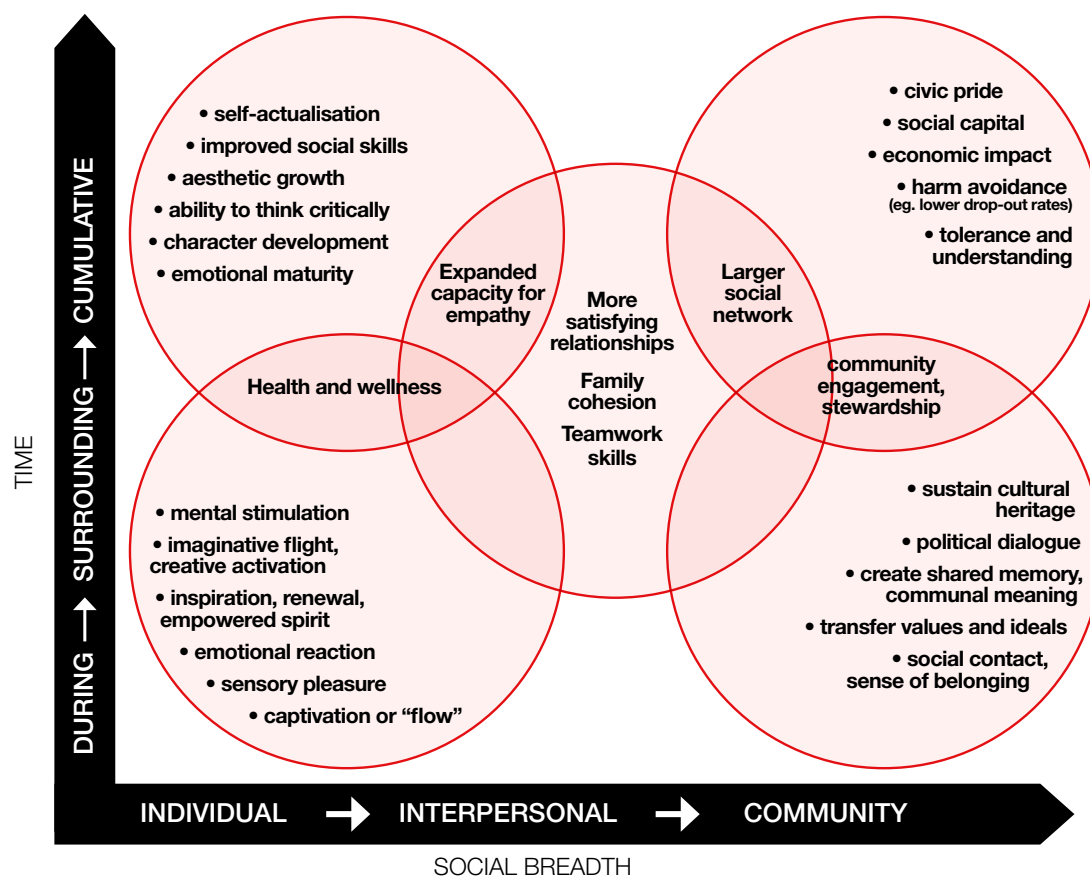 TIME
DURING → SURROUNDING → CUMULATIVE
• self-actualisation
• improved social skills
• aesthetic growth
• ability to think critically
• character development
• emotional maturity
• civic pride
• social capital
• economic impact
• harm avoidance
(eg. lower drop-out rates)
• tolerance and
understanding
Expanded
capacity for
empathy
More
satisfying
relationships
Family
cohesion
Teamwork
skills
Larger
social
network
Health and wellness
community
engagement,
stewardship
• mental stimulation
• imaginative flight,
creative activation
• inspiration, renewal,
empowered spirit
• emotional reaction
• sensory pleasure
• captivation or “flow”
• sustain cultural
heritage
• political dialogue
• create shared memory,
communal meaning
• transfer values and ideals
• social contact,
sense of belonging
INDIVIDUAL → INTERPERSONAL → COMMUNITY
SOCIAL BREADTH